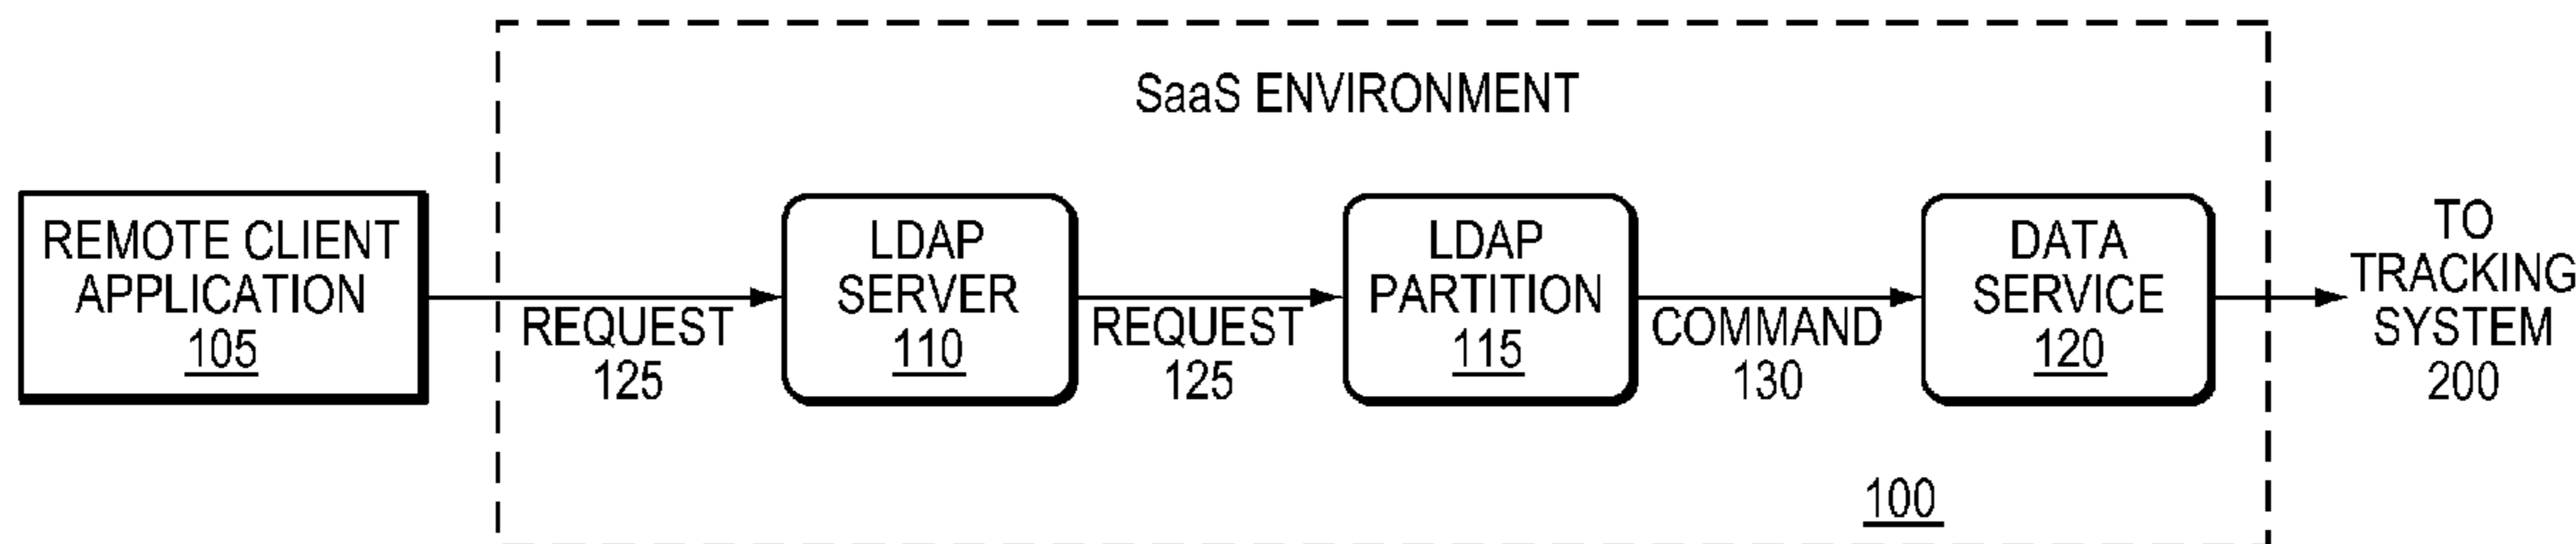 SaaS ENVIRONMENT
REMOTE CLIENT
APPLICATION
105
REQUEST
125
LDAP
SERVER
110
REQUEST
125
LDAP
PARTITION
115
COMMAND
130
DATA
SERVICE
120
TO
TRACKING
SYSTEM
200
100